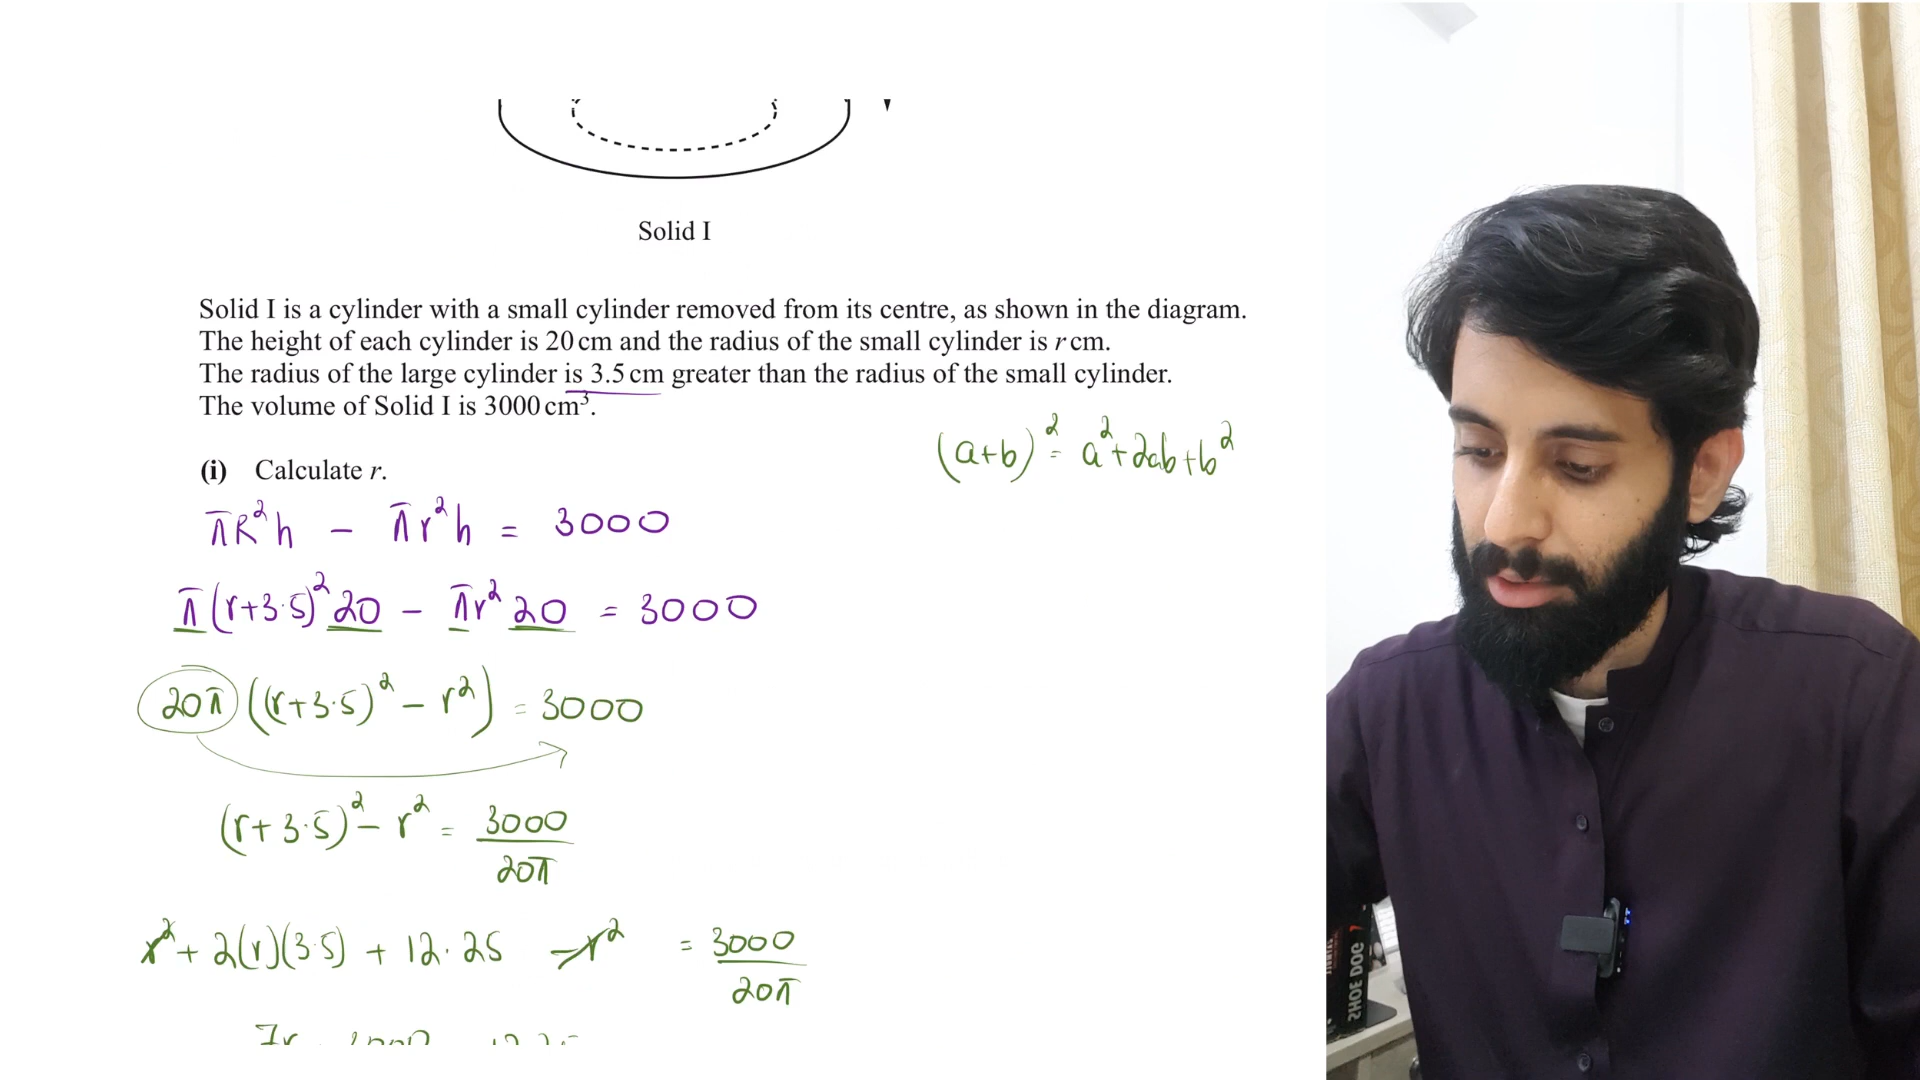 Solid I
Solid I is a cylinder with a small cylinder removed from its centre, as shown in the diagram.
The height of each cylinder is 20 cm and the radius of the small cylinder is r cm.
The radius of the large cylinder is 3.5 cm greater than the radius of the small cylinder.
The volume of Solid I is 3000 cm³.
(a+b)² = a²+2ab+b²
(i) Calculate r.
πR²h − πr²h = 3000
π(r+3.5)²20 − πr²20 = 3000
20π((r+3.5)² − r²) = 3000
(r+3.5)² − r² = 3000/20π
r² + 2(r)(3.5) + 12.25 − r² = 3000/20π
SHOE DOG